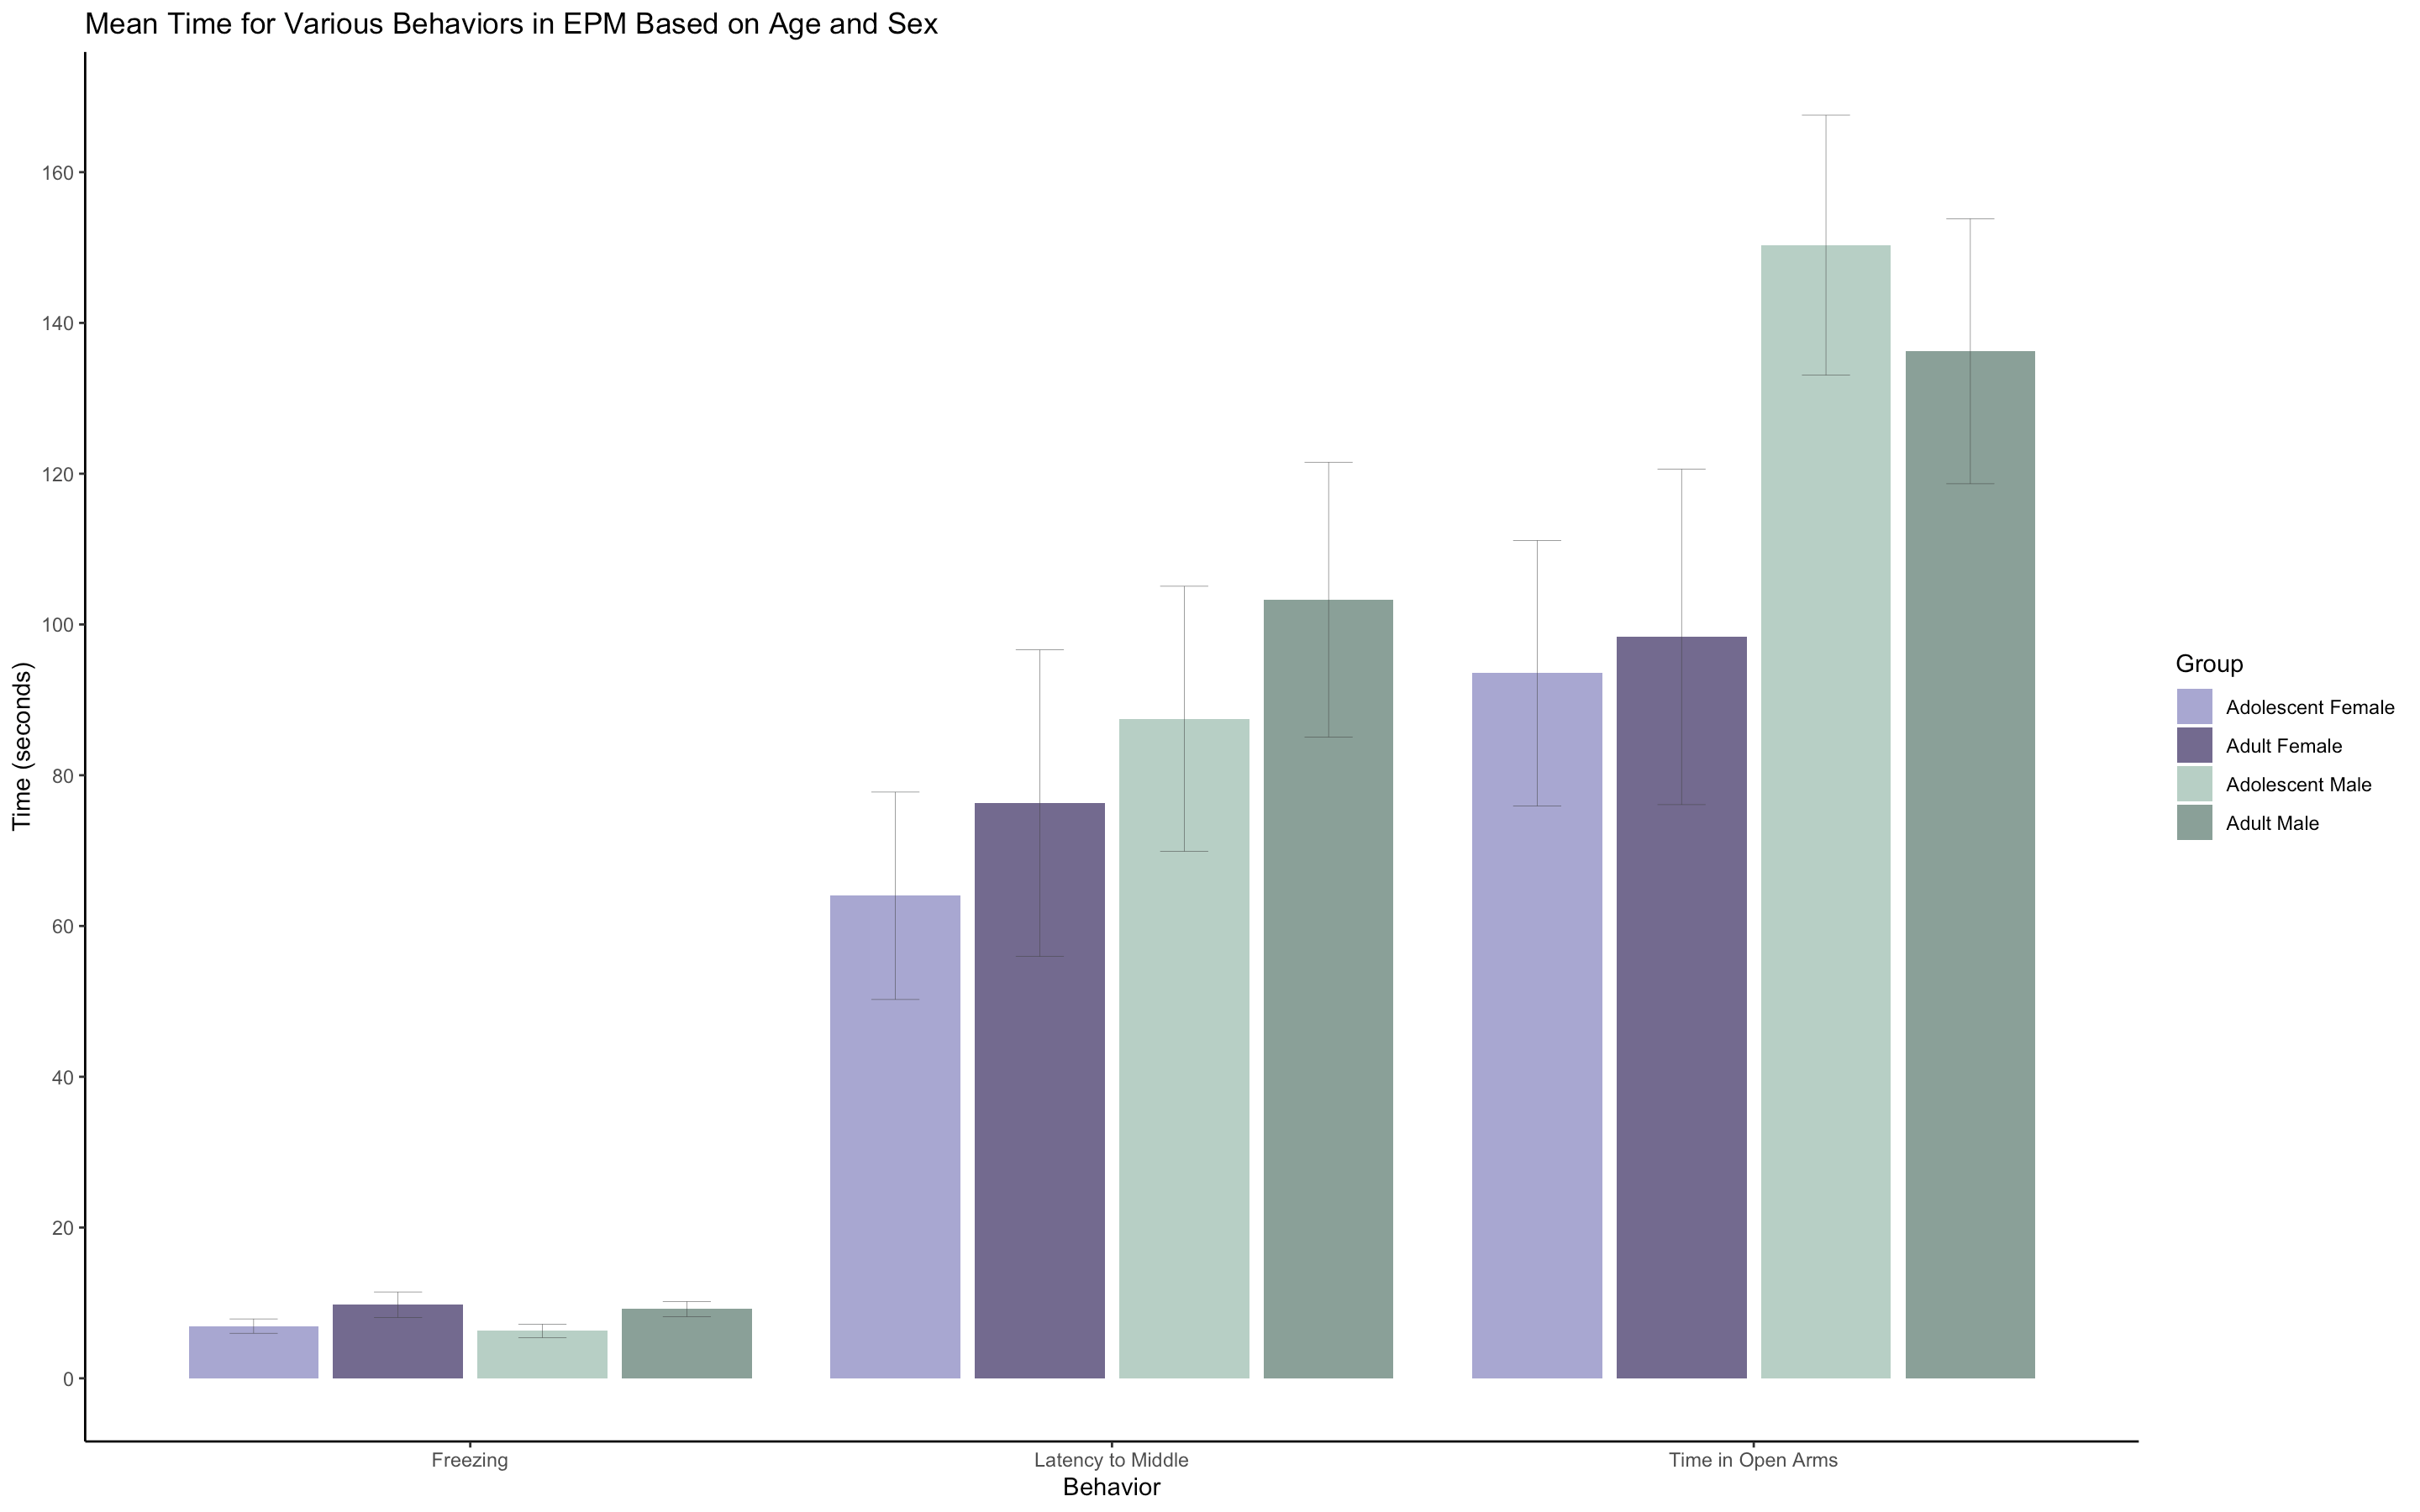 Mean Time for Various Behaviors in EPM Based on Age and Sex
Time (seconds)
160
140
120
100
80
60
40
20
0
Freezing
Latency to Middle
Time in Open Arms
Behavior
Group
Adolescent Female
Adult Female
Adolescent Male
Adult Male